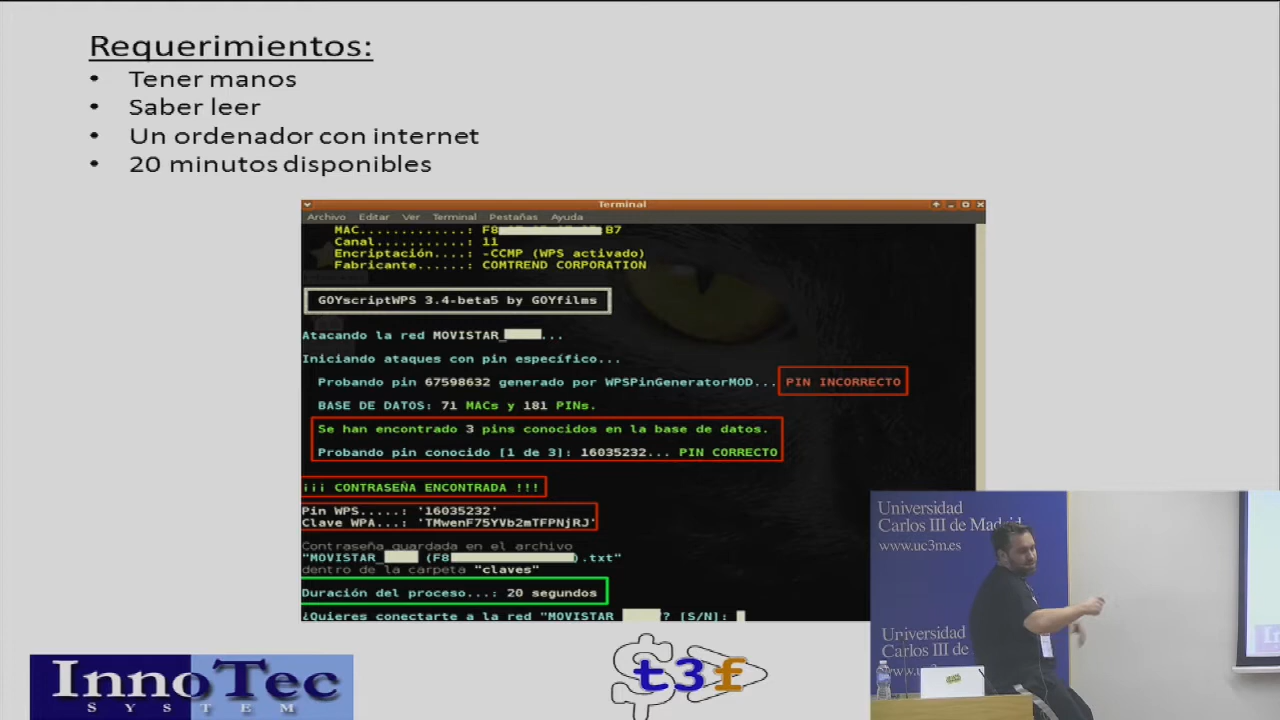 Requerimientos:
• Tener manos
• Saber leer
• Un ordenador con internet
• 20 minutos disponibles
Terminal
Archivo Editar Ver Terminal Pestañas Ayuda
MAC.............: F8 B7
Canal...........: 11
Encriptación....: -CCMP (WPS activado)
Fabricante......: COMTREND CORPORATION
GOYscriptWPS 3.4-beta5 by GOYfilms
Atacando la red MOVISTAR_ ...
Iniciando ataques con pin específico...
Probando pin 67598632 generado por WPSPinGeneratorMOD... PIN INCORRECTO
BASE DE DATOS: 71 MACs y 181 PINs.
Se han encontrado 3 pins conocidos en la base de datos.
Probando pin conocido [1 de 3]: 16035232... PIN CORRECTO
¡¡¡ CONTRASEÑA ENCONTRADA !!!
Pin WPS.....: '16035232'
Clave WPA...: 'TMwenF75YVb2mTFPNjRJ'
Contraseña guardada en el archivo
"MOVISTAR_ (F8 ).txt"
dentro de la carpeta "claves"
Duración del proceso...: 20 segundos
¿Quieres conectarte a la red "MOVISTAR "? [S/N]:
Universidad
Carlos III de Madrid
www.uc3m.es
Universidad
Carlos III de
InnoTec
SYSTEM
t3f